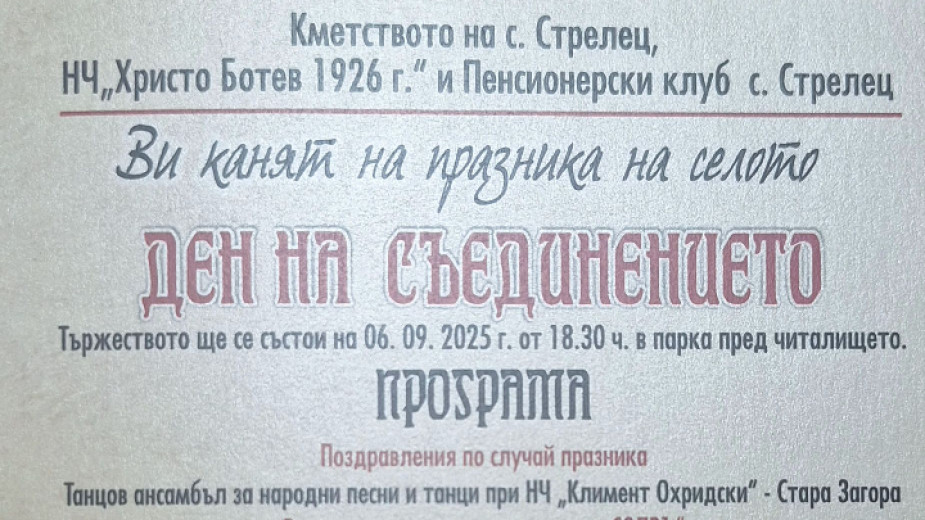 Кметството на с. Стрелец,
НЧ„Христо Ботев 1926 г.“ и Пенсионерски клуб с. Стрелец
Ви канят на празника на селото
ДЕН НА СЪЕДИНЕНИЕТО
Тържеството ще се състои на 06. 09. 2025 г. от 18.30 ч. в парка пред читалището.
ПРОГРАМА
Поздравления по случай празника
Танцов ансамбъл за народни песни и танци при НЧ „Климент Охридски“ - Стара Загора